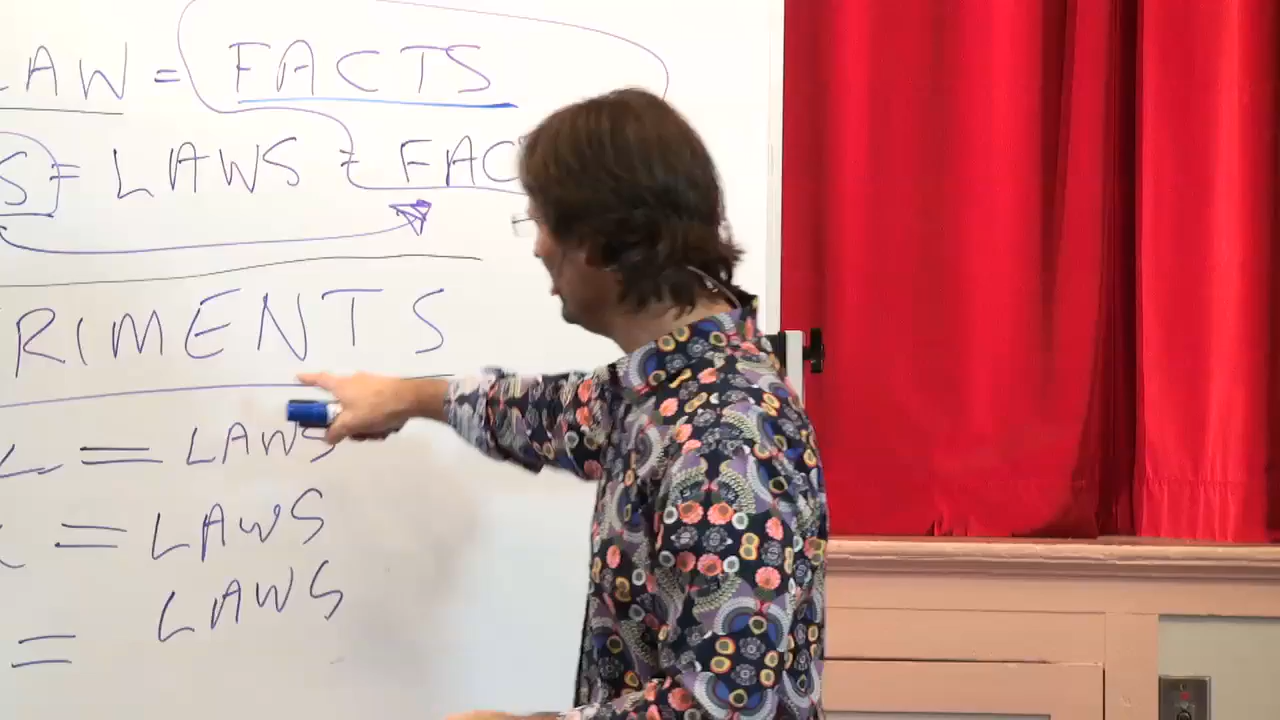 LAW = FACTS
S = LAWS FAC
RIMENTS
= LAWS
= LAWS
= LAWS